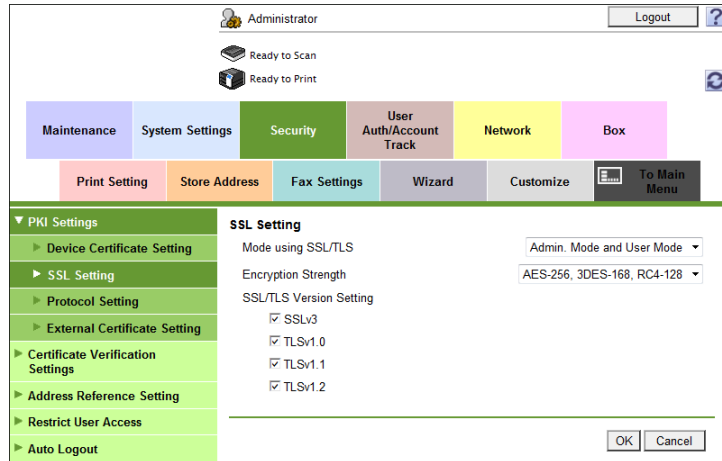 Administrator
Logout
?
Ready to Scan
Ready to Print
Maintenance
System Settings
Security
User
Auth/Account
Track
Network
Box
Print Setting
Store Address
Fax Settings
Wizard
Customize
To Main
Menu
PKI Settings
Device Certificate Setting
SSL Setting
Protocol Setting
External Certificate Setting
Certificate Verification
Settings
Address Reference Setting
Restrict User Access
Auto Logout
SSL Setting
Mode using SSL/TLS
Admin. Mode and User Mode
Encryption Strength
AES-256, 3DES-168, RC4-128
SSL/TLS Version Setting
SSLv3
TLSv1.0
TLSv1.1
TLSv1.2
OK
Cancel